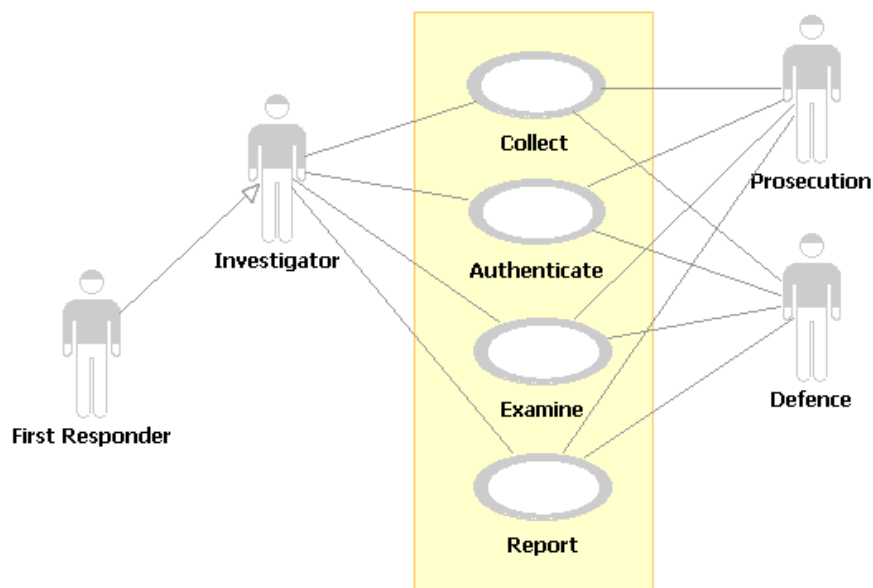 Collect
Prosecution
Investigator
Authenticate
Defence
Examine
First Responder
Report